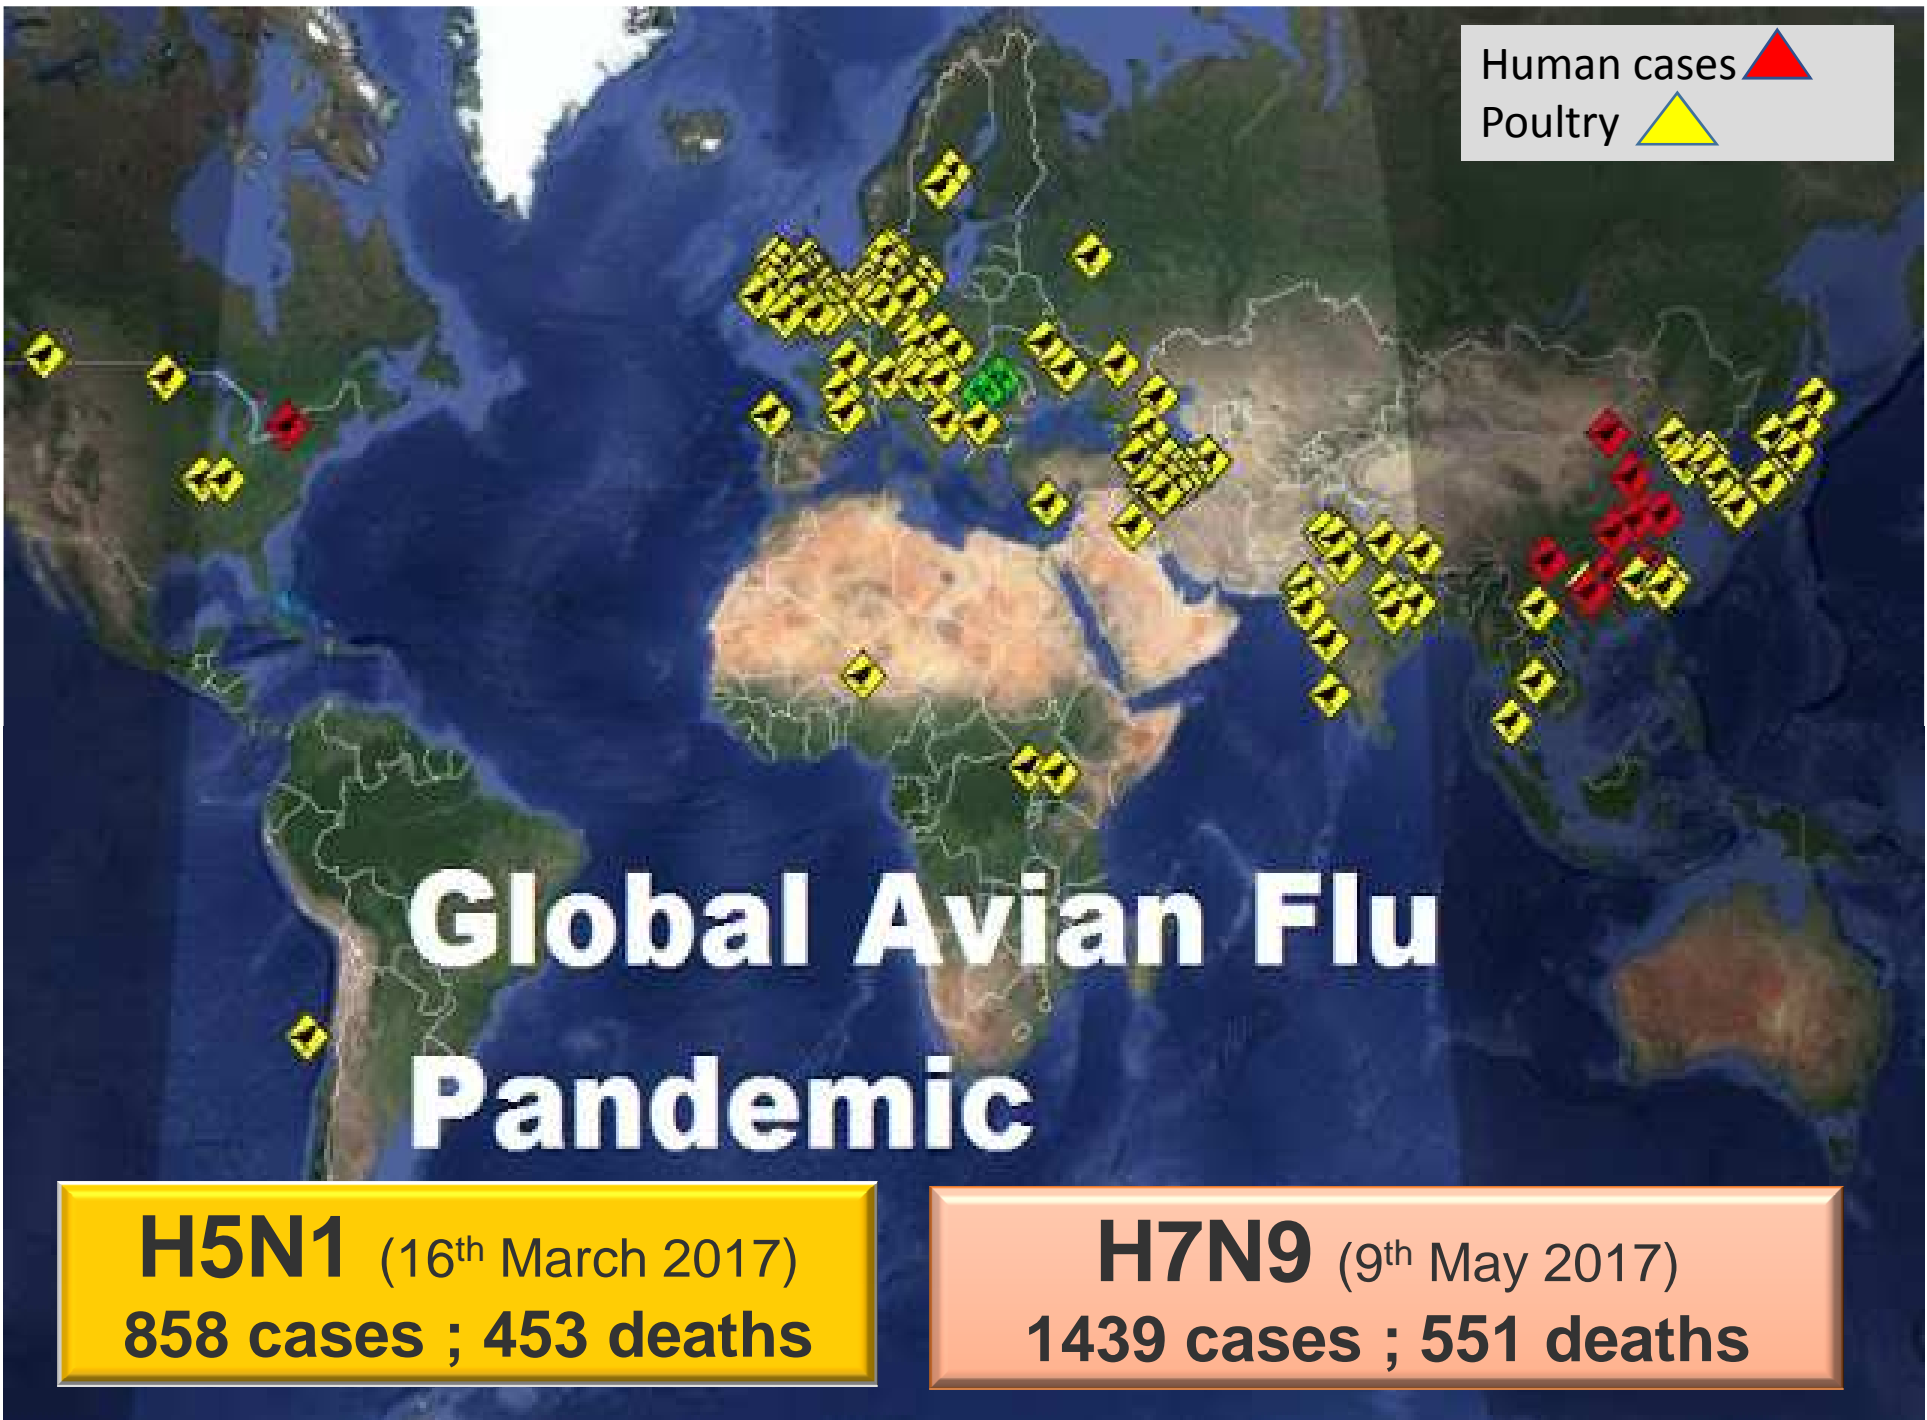 Human cases
Poultry
Global Avian Flu
Pandemic
H5N1 (16th March 2017)
858 cases ; 453 deaths
H7N9 (9th May 2017)
1439 cases ; 551 deaths